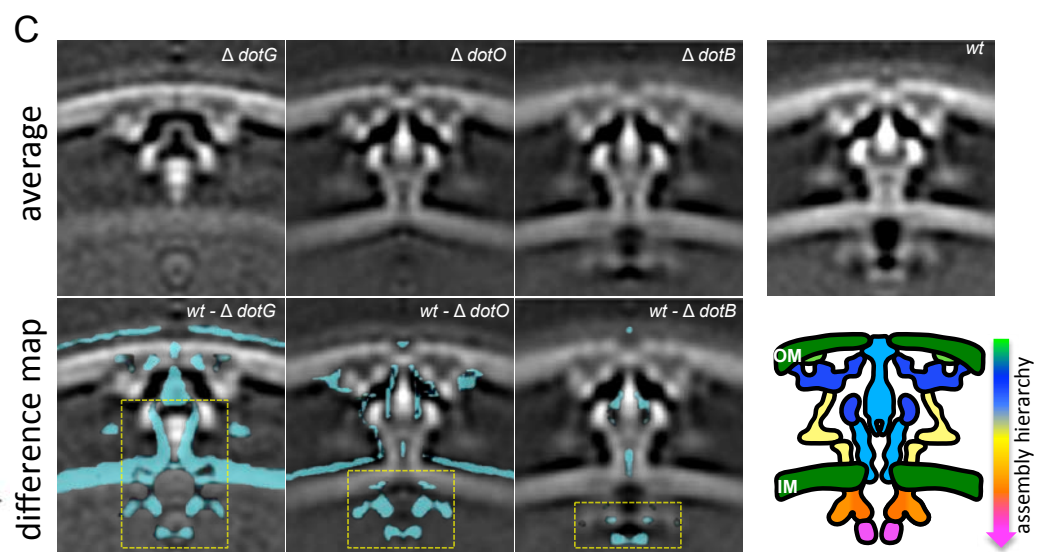 C
Δ dotG
Δ dotO
Δ dotB
wt
average
wt - Δ dotG
wt - Δ dotO
wt - Δ dotB
difference map
OM
IM
assembly hierarchy